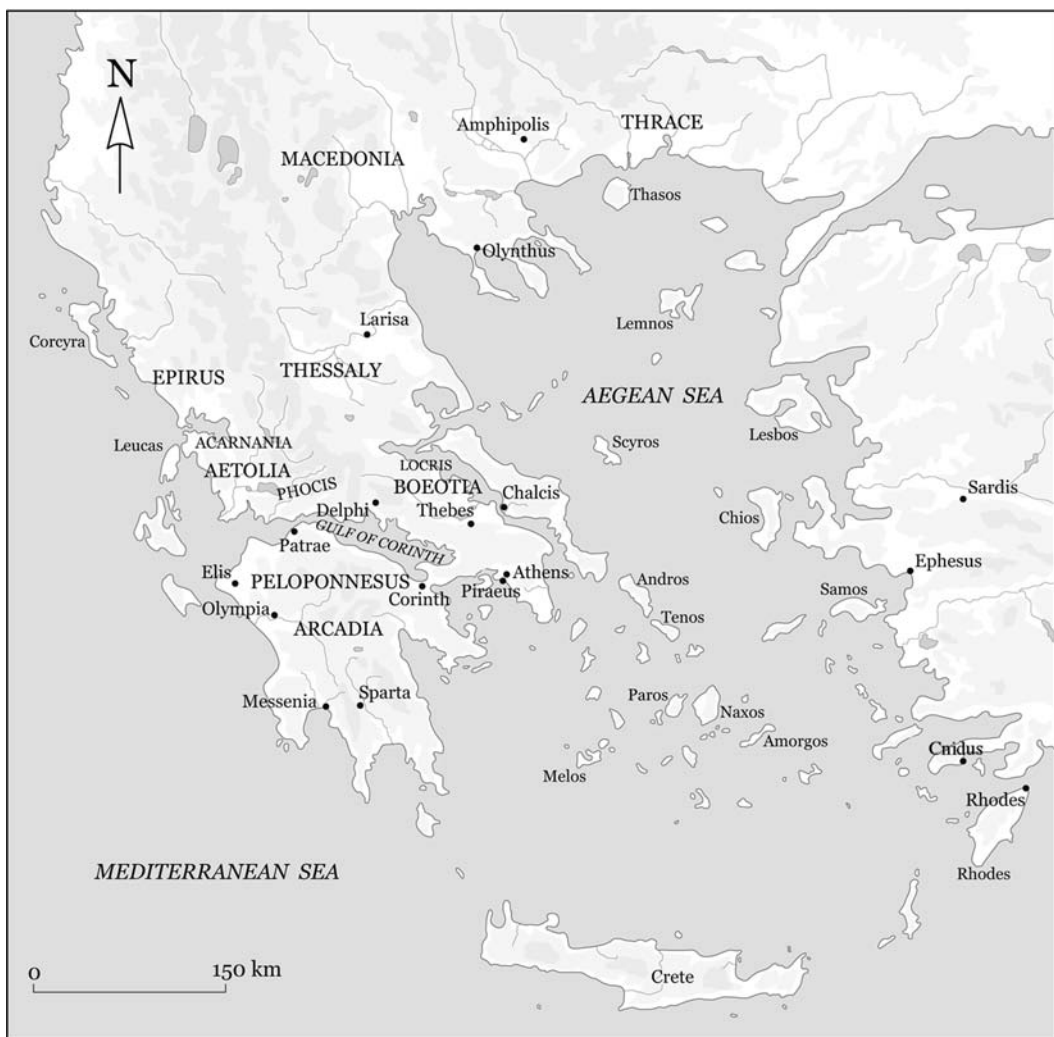 N
Amphipolis
THRACE
MACEDONIA
Thasos
Olynthus
Larisa
Lemnos
Corcyra
THESSALY
EPIRUS
AEGEAN SEA
Leucas
ACARNANIA
Scyros
Lesbos
AETOLIA
LOCRIS
PHOCIS
BOEOTIA
Chalcis
Sardis
Delphi
Thebes
Chios
GULF OF CORINTH
Patrae
Elis
Athens
Ephesus
PELOPONNESUS
Piraeus
Andros
Samos
Corinth
Olympia
Tenos
ARCADIA
Messenia
Sparta
Paros
Naxos
Amorgos
Cnidus
Melos
Rhodes
MEDITERRANEAN SEA
Rhodes
0 150 km
Crete